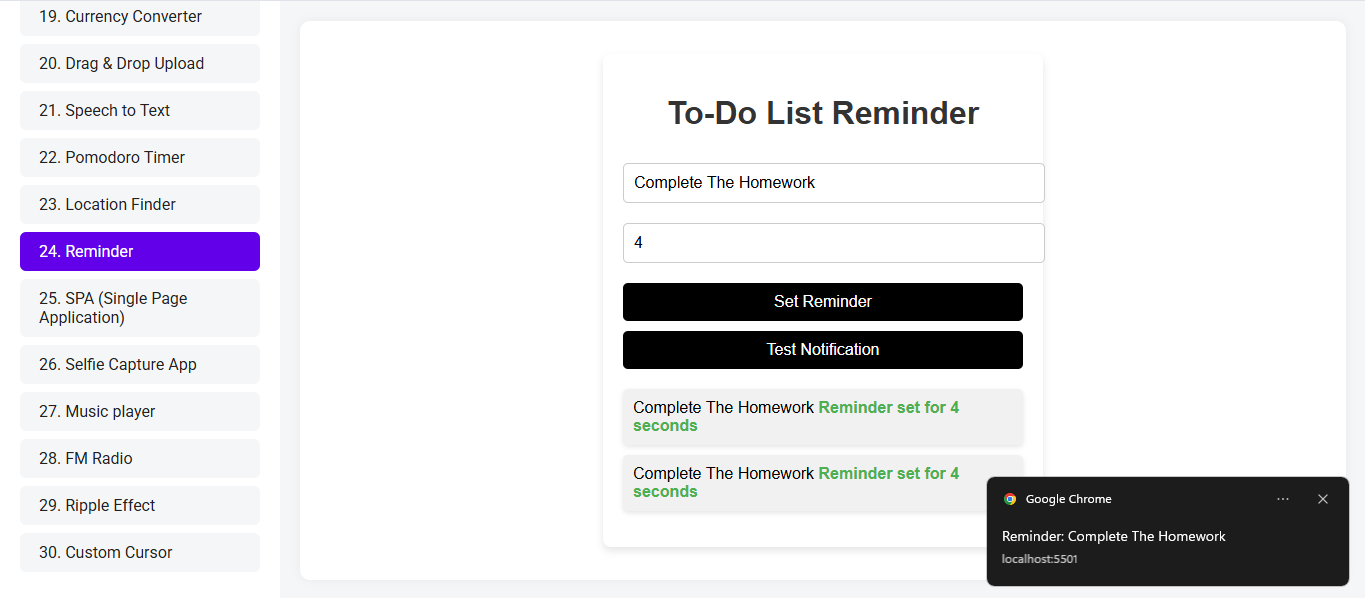 19. Currency Converter
20. Drag & Drop Upload
21. Speech to Text
22. Pomodoro Timer
23. Location Finder
24. Reminder
25. SPA (Single Page
Application)
26. Selfie Capture App
27. Music player
28. FM Radio
29. Ripple Effect
30. Custom Cursor
To-Do List Reminder
Complete The Homework
4
Set Reminder
Test Notification
Complete The Homework Reminder set for 4
seconds
Complete The Homework Reminder set for 4
seconds
Google Chrome
Reminder: Complete The Homework
localhost:5501